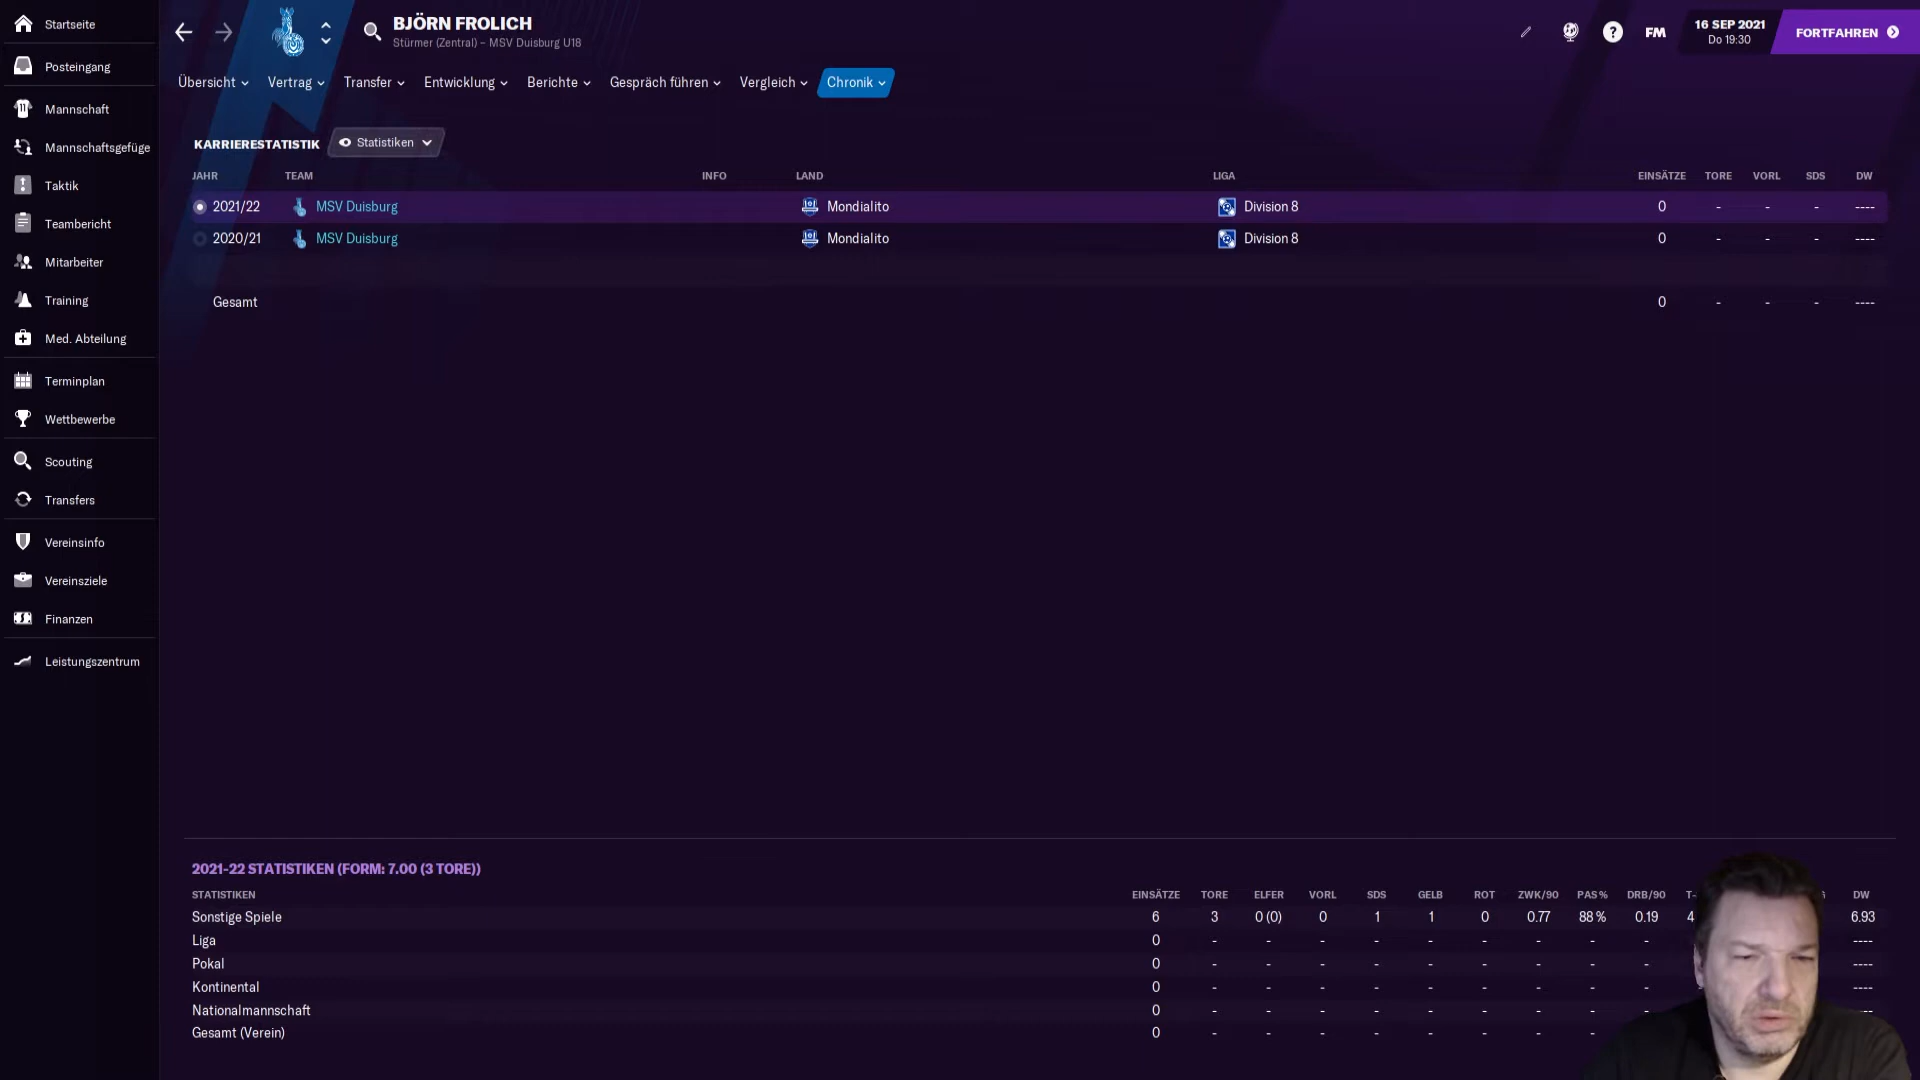 Startseite
Posteingang
Mannschaft
Mannschaftsgefüge
Taktik
Teambericht
Mitarbeiter
Training
Med. Abteilung
Terminplan
Wettbewerbe
Scouting
Transfers
Vereinsinfo
Vereinsziele
Finanzen
Leistungszentrum
BJÖRN FROLICH
Stürmer (Zentral) – MSV Duisburg U18
? FM 16 SEP 2021
Do 19:30
FORTFAHREN
Übersicht Vertrag Transfer Entwicklung Berichte Gespräch führen Vergleich Chronik
KARRIERESTATISTIK Statistiken
JAHR TEAM INFO LAND LIGA EINSÄTZE TORE VORL SDS DW
2021/22 MSV Duisburg Mondialito Division 8 0 - - - ----
2020/21 MSV Duisburg Mondialito Division 8 0 - - - ----
Gesamt 0 - - - ----
2021-22 STATISTIKEN (FORM: 7.00 (3 TORE))
STATISTIKEN EINSÄTZE TORE ELFER VORL SDS GELB ROT ZWK/90 PAS % DRB/90 T- DW
Sonstige Spiele 6 3 0 (0) 0 1 1 0 0.77 88 % 0.19 4 6.93
Liga 0 - - - - - - - - - ----
Pokal 0 - - - - - - - - - ----
Kontinental 0 - - - - - - - - - ----
Nationalmannschaft 0 - - - - - - - - -
Gesamt (Verein) 0 - - - - - - - -